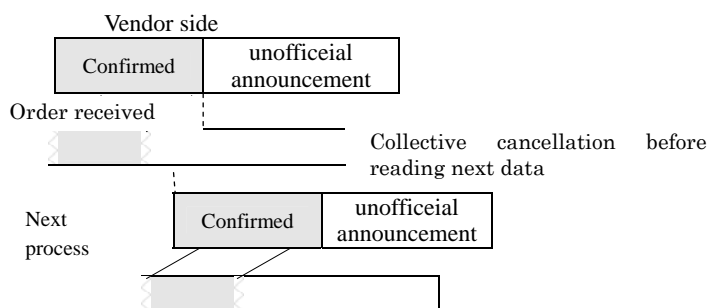 Vendor side
Confirmed
unofficeial
announcement
Order received
Collective cancellation before
reading next data
Next
process
Confirmed
unofficeial
announcement